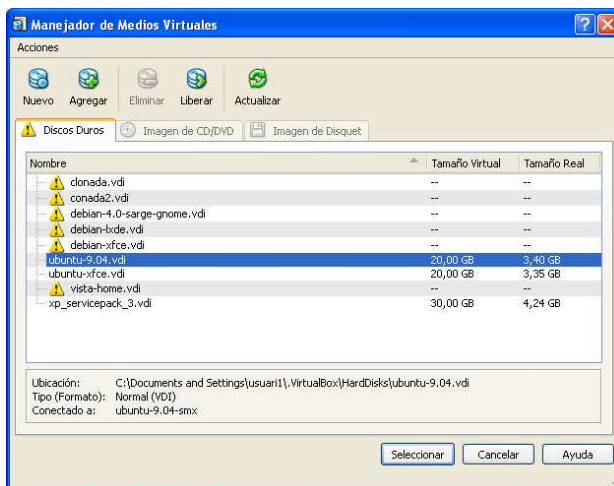 Manejador de Medios Virtuales
Acciones
Nuevo Agregar Eliminar Liberar Actualizar
Discos Duros Imagen de CD/DVD Imagen de Disquet
Nombre Tamaño Virtual Tamaño Real
clonada.vdi -- --
conada2.vdi -- --
debian-4.0-sarge-gnome.vdi -- --
debian-lxde.vdi -- --
debian-xfce.vdi -- --
ubuntu-9.04.vdi 20,00 GB 3,40 GB
ubuntu-xfce.vdi 20,00 GB 3,35 GB
vista-home.vdi -- --
xp_servicepack_3.vdi 30,00 GB 4,24 GB
Ubicación: C:\Documents and Settings\usuari1\.VirtualBox\HardDisks\ubuntu-9.04.vdi
Tipo (Formato): Normal (VDI)
Conectado a: ubuntu-9.04-smx
Seleccionar Cancelar Ayuda